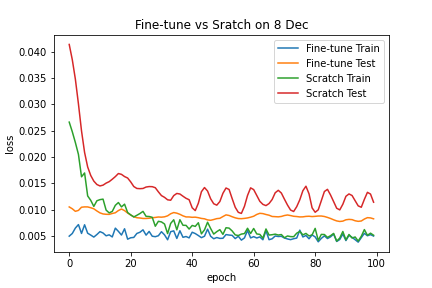 Fine-tune vs Sratch on 8 Dec
Fine-tune Train
Fine-tune Test
Scratch Train
Scratch Test
0.040
0.035
0.030
0.025
0.020
0.015
0.010
0.005
loss
0 20 40 60 80 100
epoch